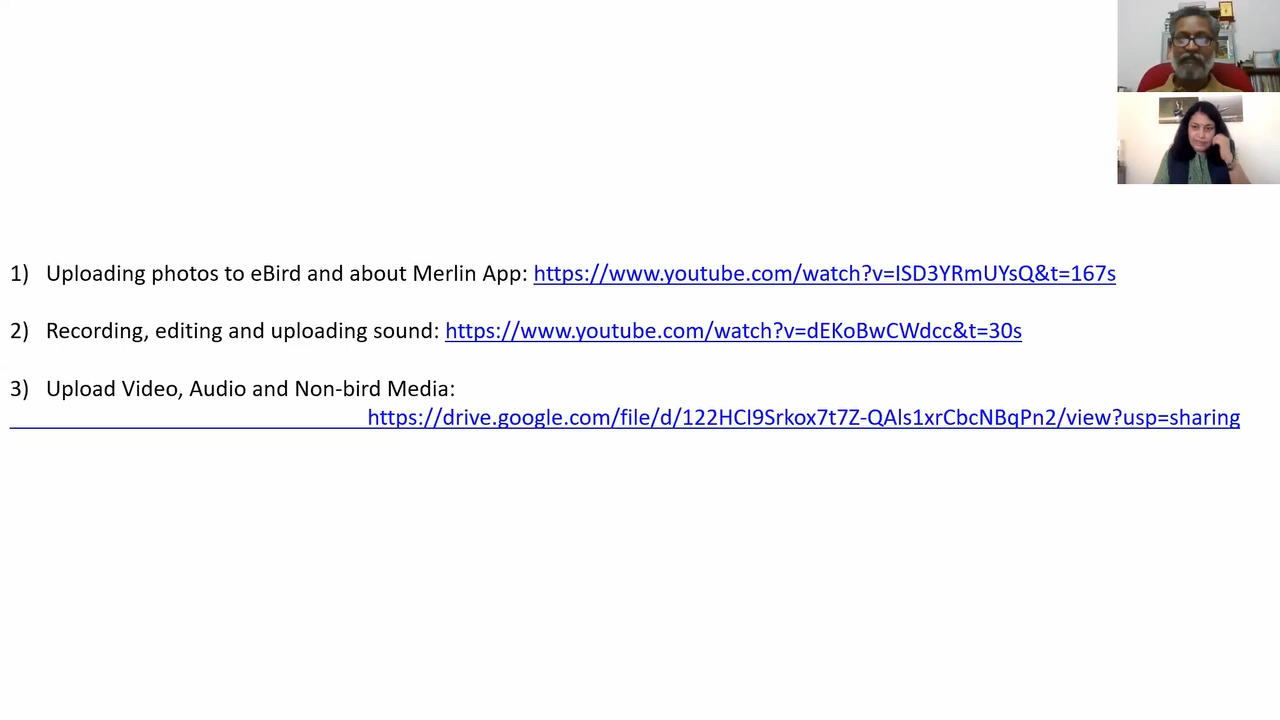 1) Uploading photos to eBird and about Merlin App: https://www.youtube.com/watch?v=ISD3YRmUYsQ&t=167s
2) Recording, editing and uploading sound: https://www.youtube.com/watch?v=dEKoBwCWdcc&t=30s
3) Upload Video, Audio and Non-bird Media:
https://drive.google.com/file/d/122HCI9Srkox7t7Z-QAls1xrCbcNBqPn2/view?usp=sharing